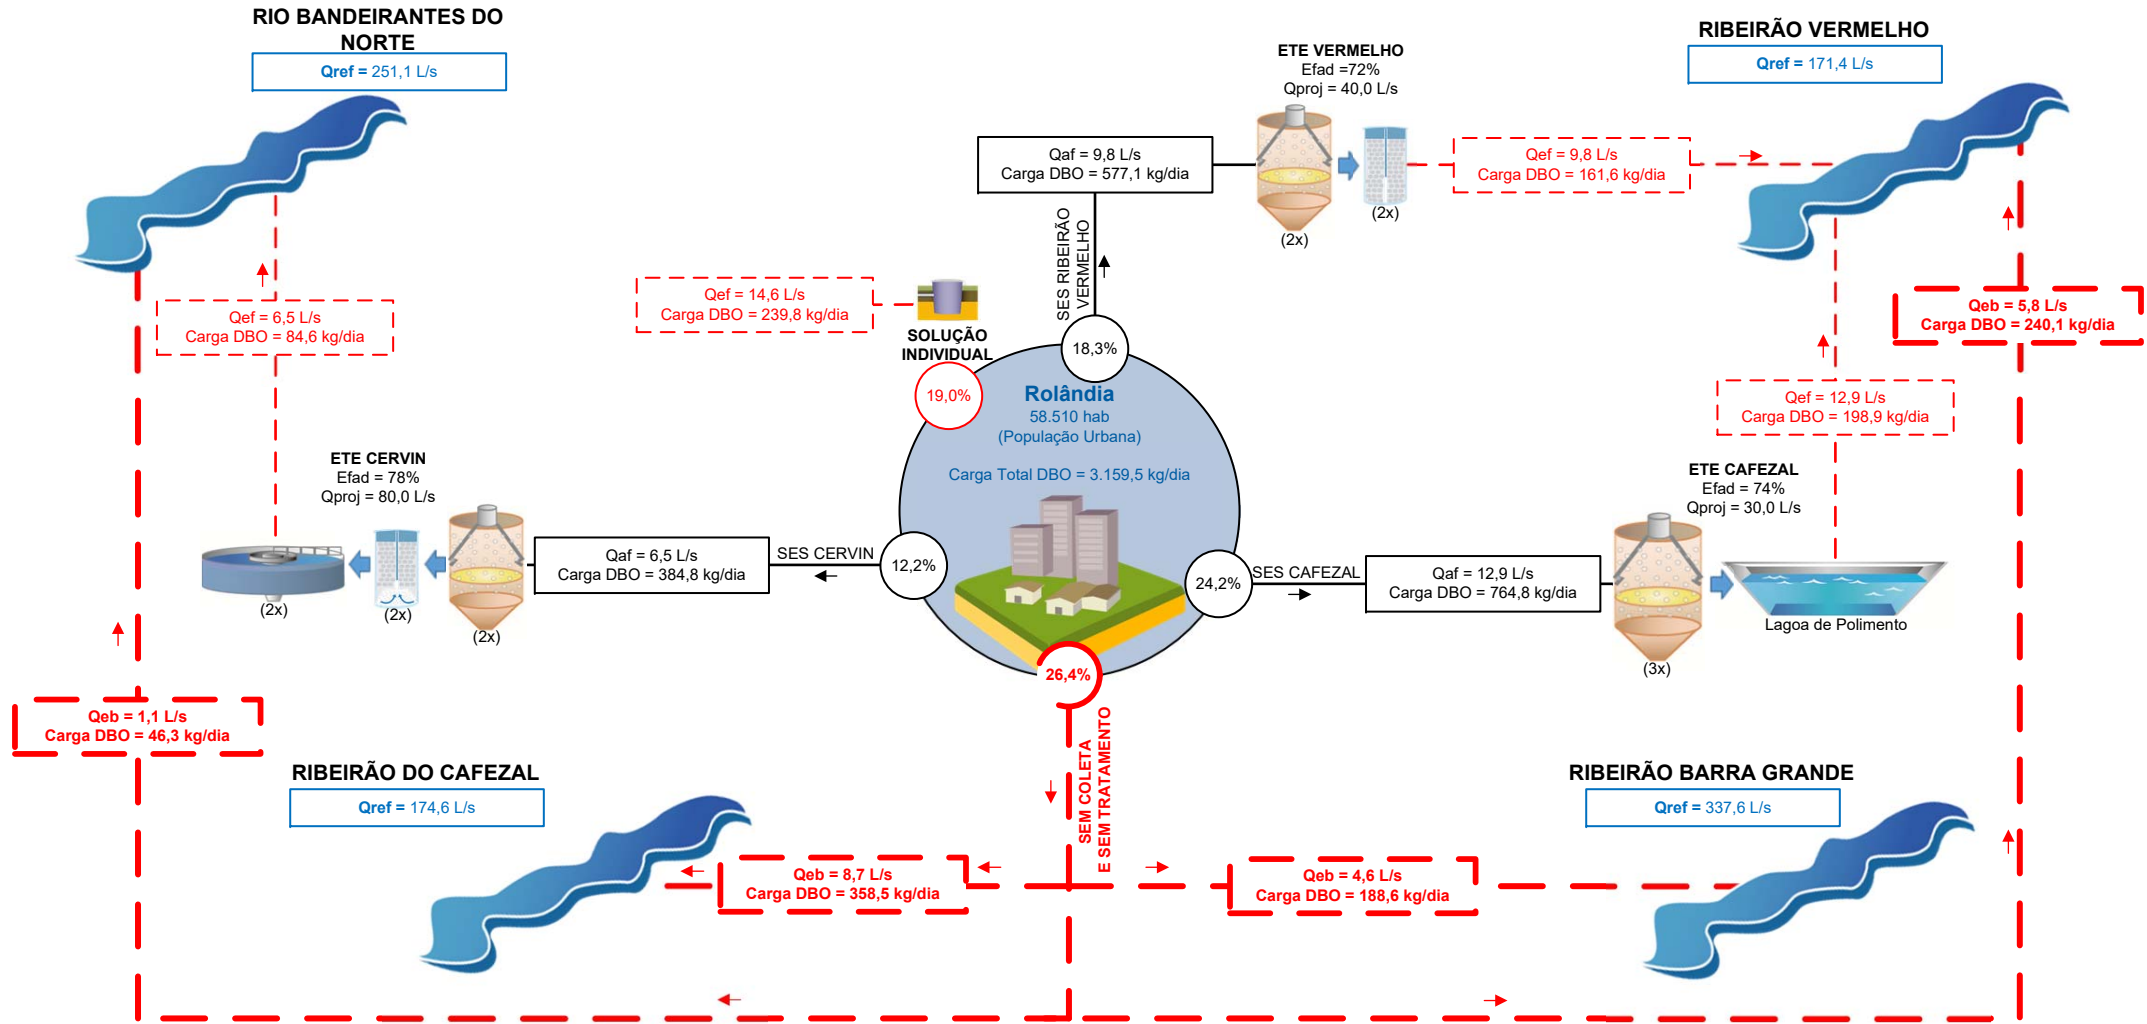 RIO BANDEIRANTES DO
NORTE
Qref = 251,1 L/s
RIBEIRÃO VERMELHO
Qref = 171,4 L/s
ETE VERMELHO
Efad =72%
Qproj = 40,0 L/s
Qaf = 9,8 L/s
Carga DBO = 577,1 kg/dia
(2x)
(2x)
Qef = 9,8 L/s
Carga DBO = 161,6 kg/dia
SES RIBEIRÃO
VERMELHO
Qef = 14,6 L/s
Carga DBO = 239,8 kg/dia
SOLUÇÃO
INDIVIDUAL
Qef = 6,5 L/s
Carga DBO = 84,6 kg/dia
Qeb = 5,8 L/s
Carga DBO = 240,1 kg/dia
18,3%
19,0%
Rolândia
58.510 hab
(População Urbana)
Carga Total DBO = 3.159,5 kg/dia
Qef = 12,9 L/s
Carga DBO = 198,9 kg/dia
ETE CERVIN
Efad = 78%
Qproj = 80,0 L/s
ETE CAFEZAL
Efad = 74%
Qproj = 30,0 L/s
(2x)
(2x)
(2x)
Qaf = 6,5 L/s
Carga DBO = 384,8 kg/dia
SES CERVIN
12,2%
24,2%
SES CAFEZAL
Qaf = 12,9 L/s
Carga DBO = 764,8 kg/dia
(3x)
Lagoa de Polimento
26,4%
SEM COLETA
E SEM TRATAMENTO
Qeb = 1,1 L/s
Carga DBO = 46,3 kg/dia
RIBEIRÃO DO CAFEZAL
Qref = 174,6 L/s
RIBEIRÃO BARRA GRANDE
Qref = 337,6 L/s
Qeb = 8,7 L/s
Carga DBO = 358,5 kg/dia
Qeb = 4,6 L/s
Carga DBO = 188,6 kg/dia